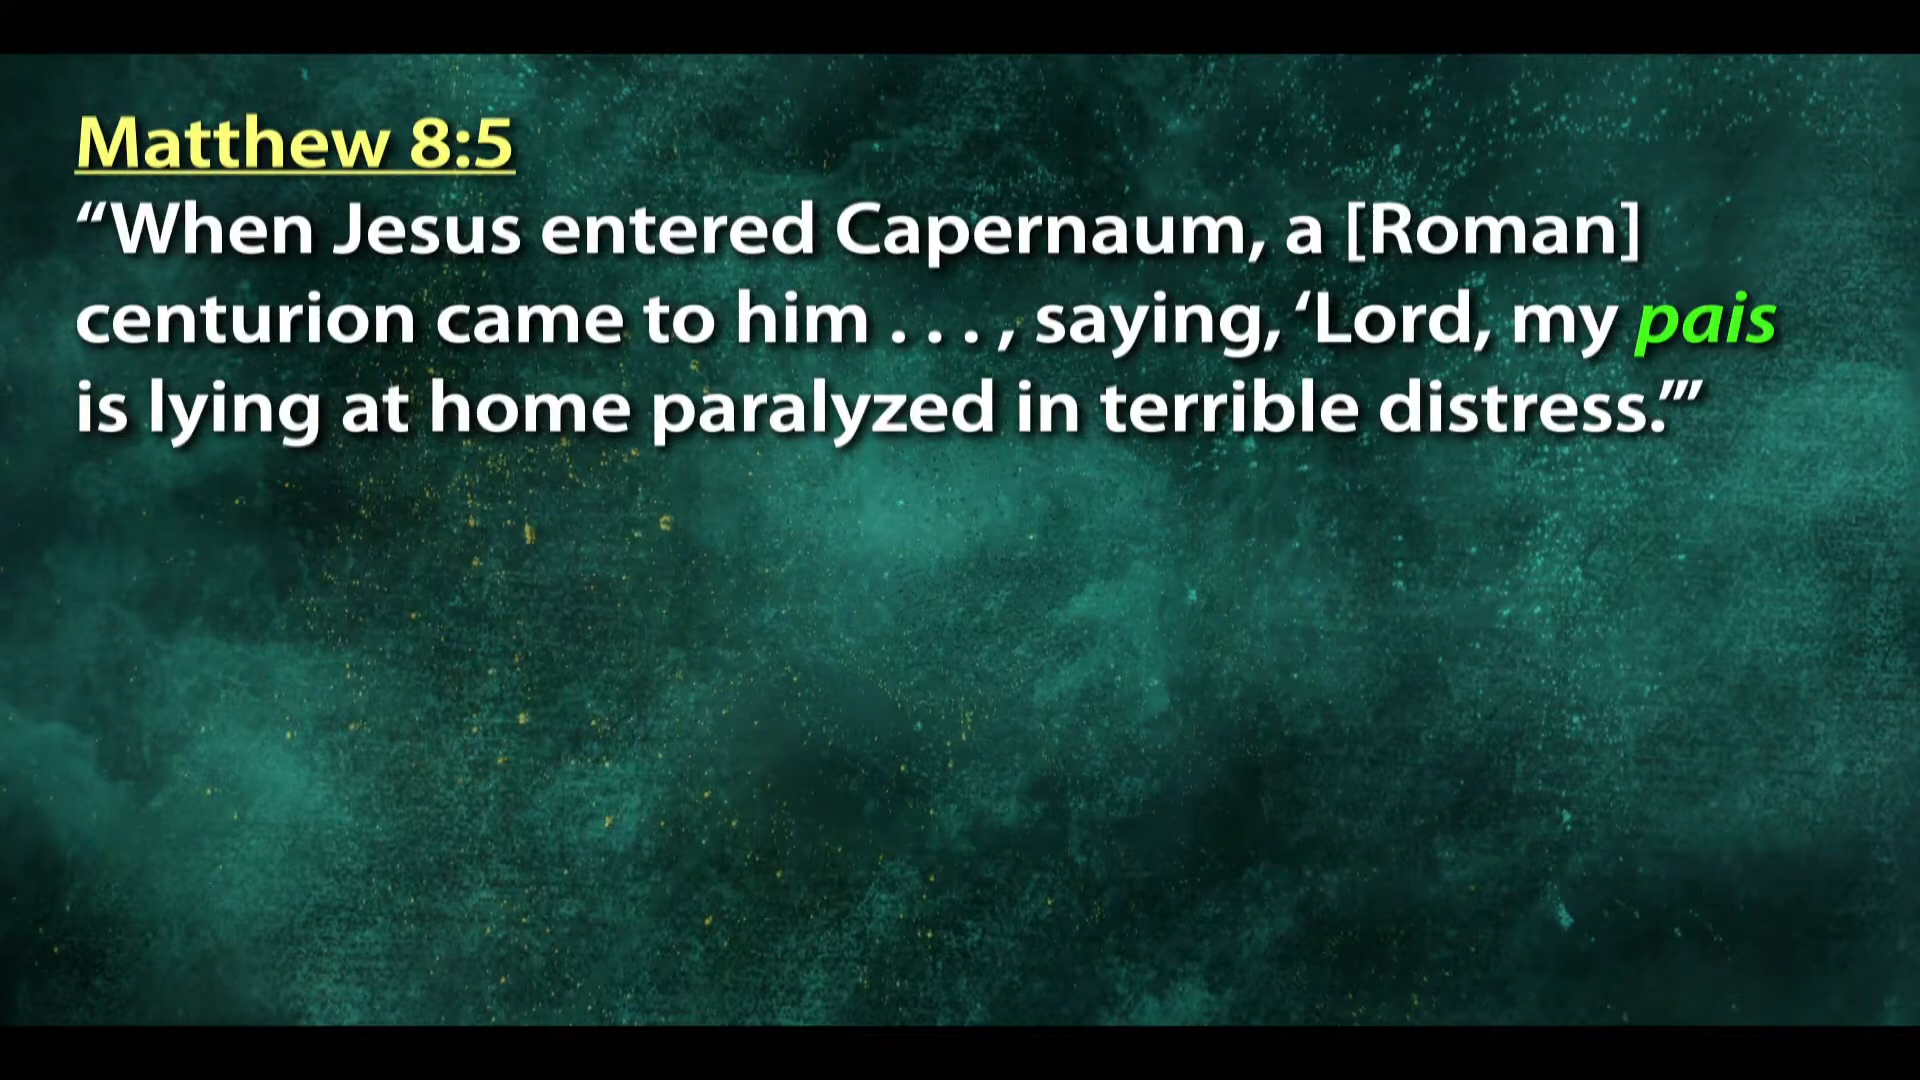 Matthew 8:5
“When Jesus entered Capernaum, a [Roman]
centurion came to him . . . , saying, ‘Lord, my pais
is lying at home paralyzed in terrible distress.’”